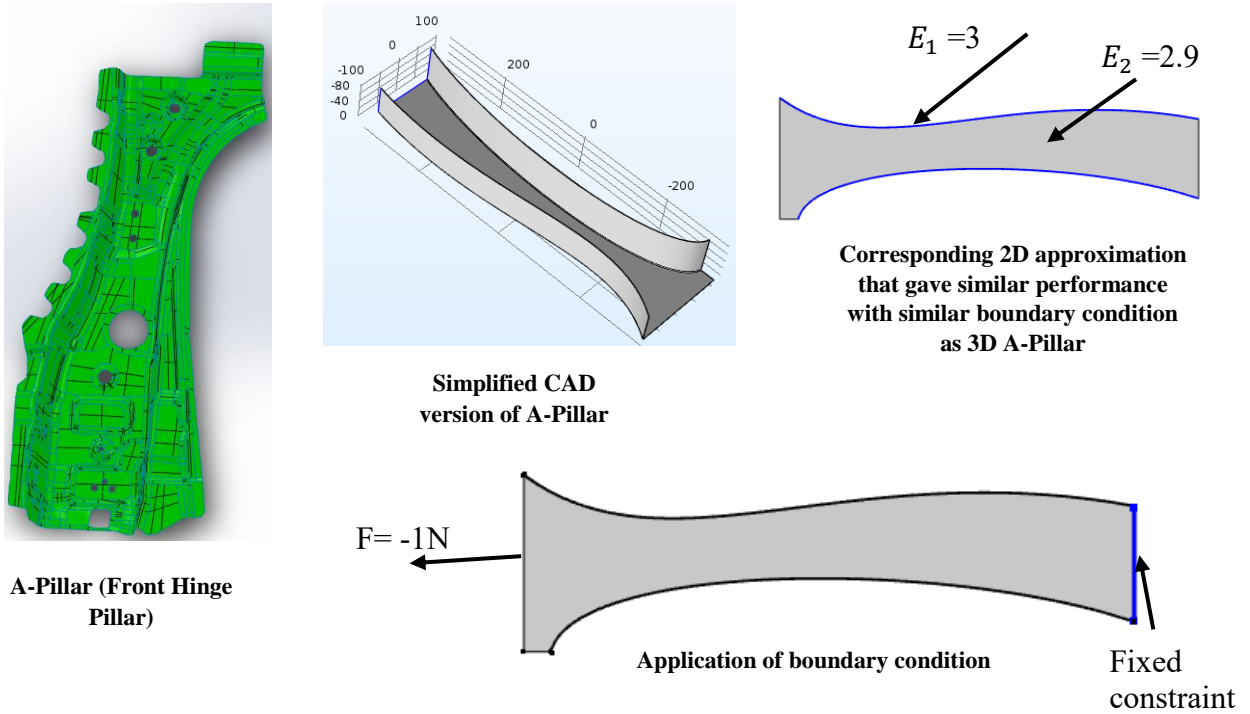 100
0
-100
-80
-40
0
200
0
-200
E₁ =3
E₂ =2.9
Corresponding 2D approximation
that gave similar performance
with similar boundary condition
as 3D A-Pillar
Simplified CAD
version of A-Pillar
A-Pillar (Front Hinge
Pillar)
F= -1N
Application of boundary condition
Fixed
constraint